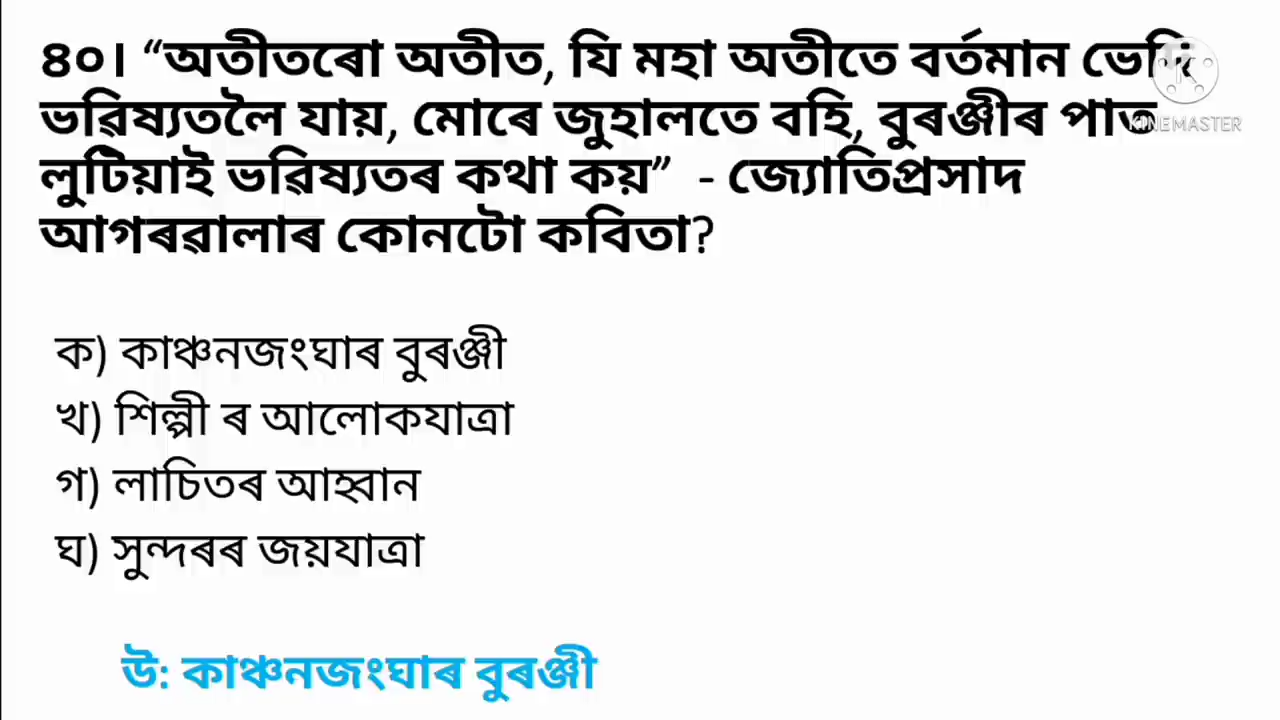 ৪০। “অতীতৰো অতীত, যি মহা অতীতে বৰ্তমান ভেদি
ভৱিষ্যতলৈ যায়, মোৰে জুহালতে বহি, বুৰঞ্জীৰ পাত
KINEMASTER
লুটিয়াই ভৱিষ্যতৰ কথা কয়” - জ্যোতিপ্ৰসাদ
আগৰৱালাৰ কোনটো কবিতা?
ক) কাঞ্চনজংঘাৰ বুৰঞ্জী
খ) শিল্পী ৰ আলোকযাত্ৰা
গ) লাচিতৰ আহ্বান
ঘ) সুন্দৰৰ জয়যাত্ৰা
উ: কাঞ্চনজংঘাৰ বুৰঞ্জী